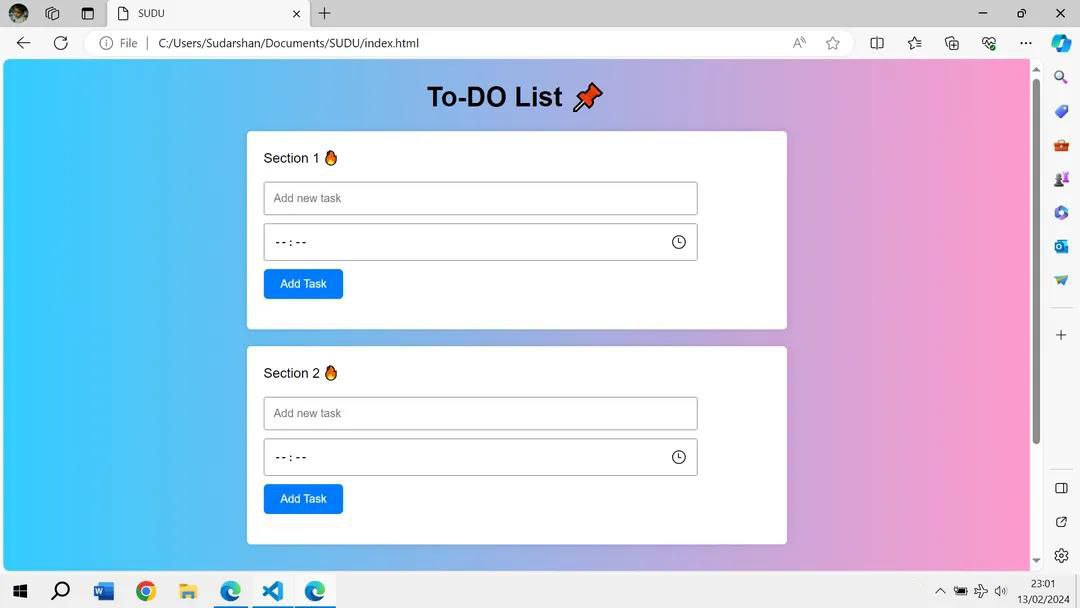 SUDU
File
C:/Users/Sudarshan/Documents/SUDU/index.html
To-DO List 📌
Section 1 🔥
Add new task
--:--
Add Task
Section 2 🔥
Add new task
--:--
Add Task
23:01
13/02/2024